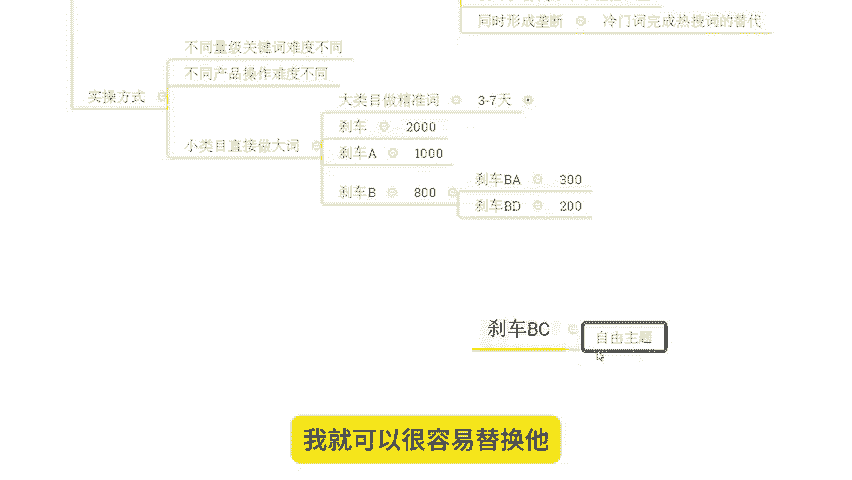 同时形成垄断 冷门词完成热搜词的替代
不同量级关键词难度不同
不同产品操作难度不同
实操方式
大类目做精准词 3-7天
刹车 2000
小类目直接做大词
刹车A 1000
刹车B 800
刹车BA 300
刹车BD 200
刹车BC
自由主题
我就可以很容易替换他